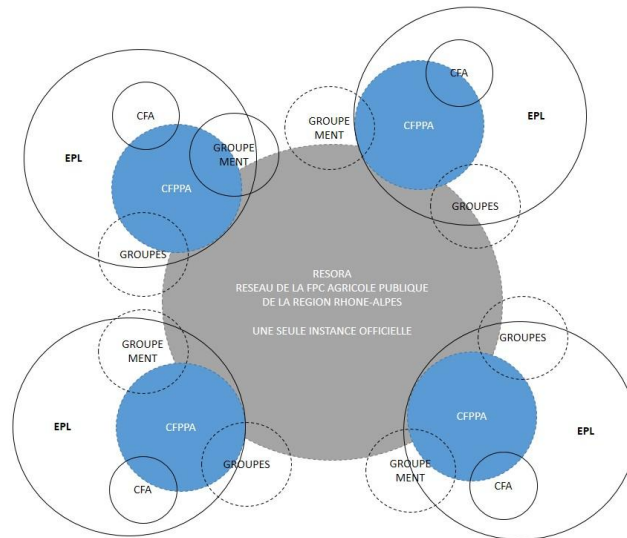 CFA
EPL
GROUPE
MENT
CFPPA
GROUPES
GROUPE
MENT
CFA
CFPPA
EPL
GROUPES
RESORA
RESEAU DE LA FPC AGRICOLE PUBLIQUE
DE LA REGION RHONE-ALPES
UNE SEULE INSTANCE OFFICIELLE
GROUPE
MENT
CFPPA
EPL
GROUPES
CFA
GROUPES
CFPPA
EPL
GROUPE
MENT
CFA